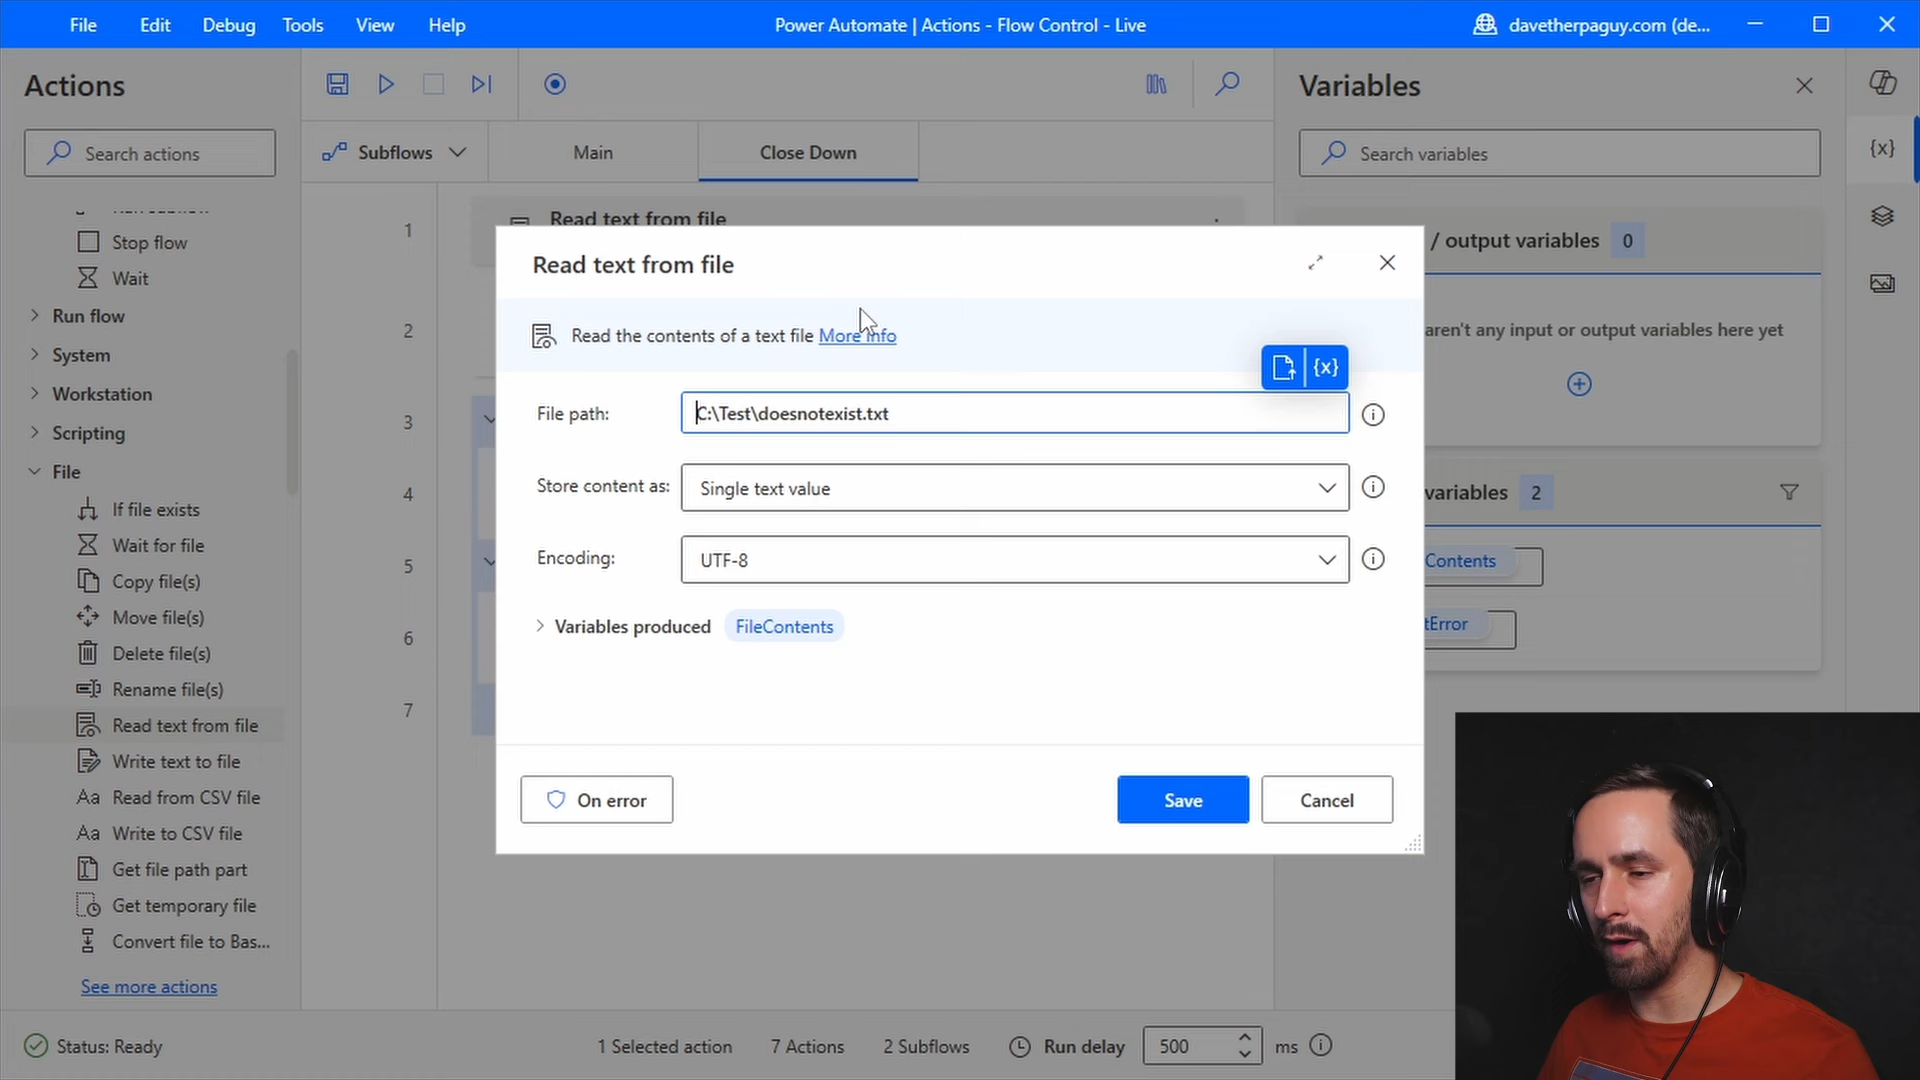 File Edit Debug Tools View Help
Power Automate | Actions - Flow Control - Live
davetherpaguy.com (de...
Actions
Search actions
Stop flow
Wait
Run flow
System
Workstation
Scripting
File
If file exists
Wait for file
Copy file(s)
Move file(s)
Delete file(s)
Rename file(s)
Read text from file
Write text to file
Read from CSV file
Write to CSV file
Get file path part
Get temporary file
Convert file to Bas...
See more actions
Subflows
Main
Close Down
1
2
3
4
5
6
7
Read text from file
Read text from file
Read the contents of a text file More info
{x}
File path:
C:\Test\doesnotexist.txt
Store content as:
Single text value
Encoding:
UTF-8
Variables produced FileContents
On error
Save
Cancel
Variables
Search variables
/ output variables 0
aren't any input or output variables here yet
variables 2
Contents
tError
{x}
Status: Ready
1 Selected action
7 Actions
2 Subflows
Run delay
500
ms